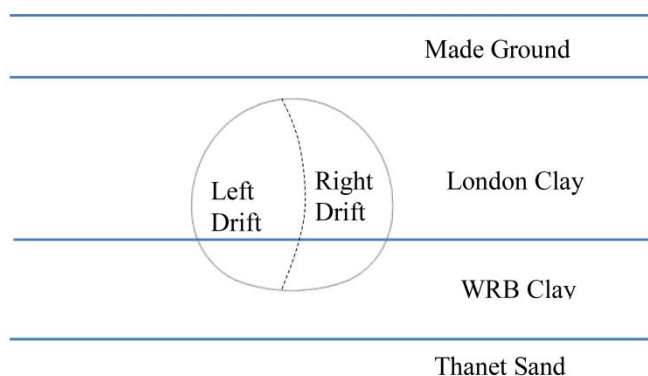 Made Ground
Left
Drift
Right
Drift
London Clay
WRB Clay
Thanet Sand